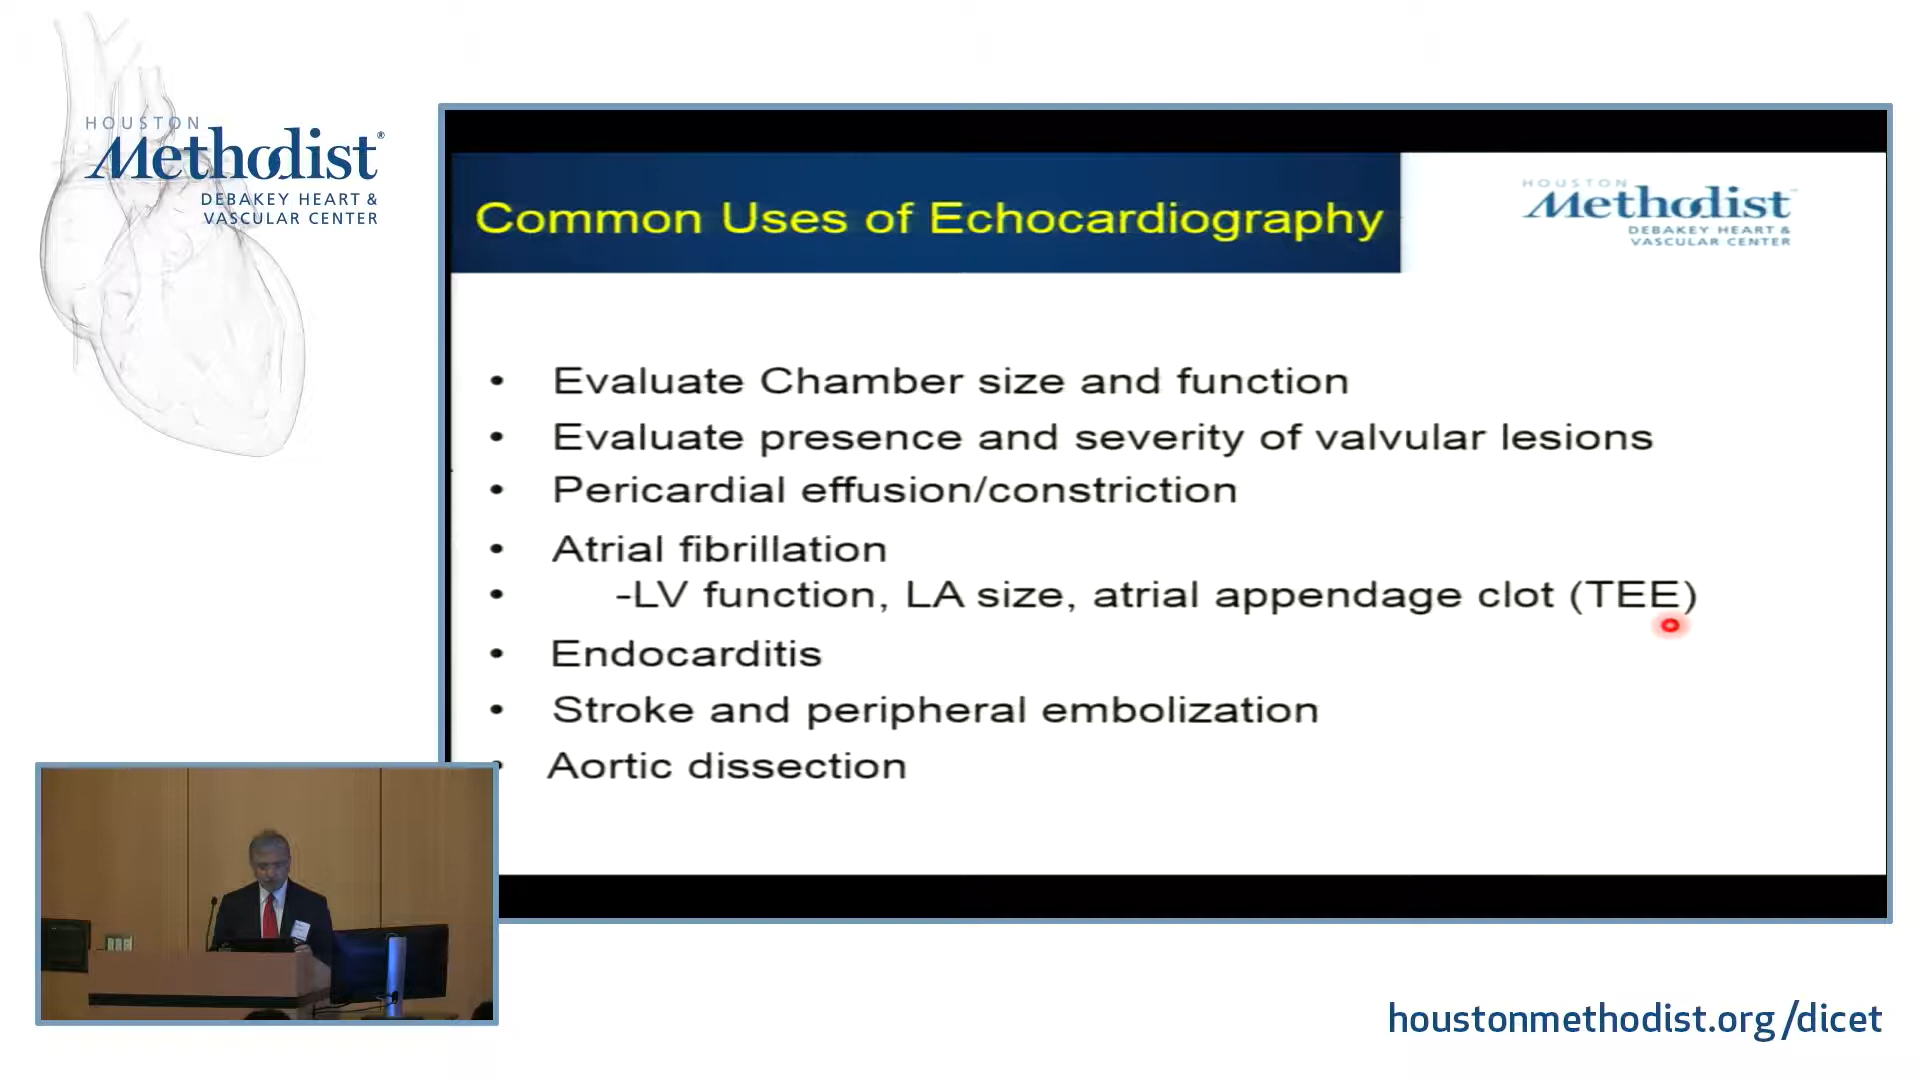 HOUSTON
Methodist®
DEBAKEY HEART &
VASCULAR CENTER
Common Uses of Echocardiography
HOUSTON
Methodist
DEBAKEY HEART &
VASCULAR CENTER
• Evaluate Chamber size and function
• Evaluate presence and severity of valvular lesions
• Pericardial effusion/constriction
• Atrial fibrillation
• -LV function, LA size, atrial appendage clot (TEE)
• Endocarditis
• Stroke and peripheral embolization
• Aortic dissection
houstonmethodist.org/dicet